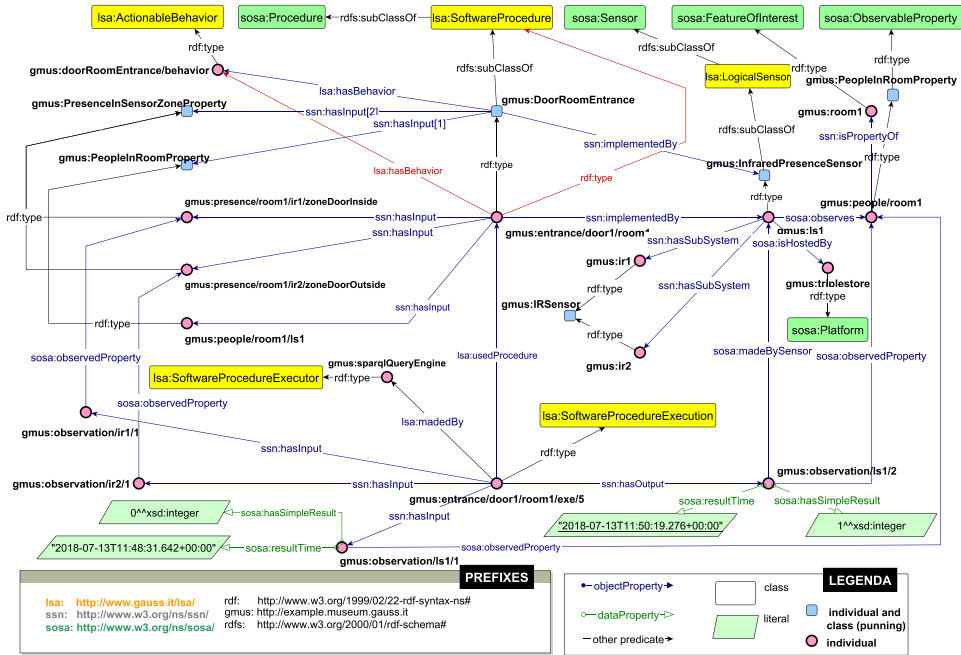 lsa:ActionableBehavior
sosa:Procedure
rdfs:subClassOf
lsa:SoftwareProcedure
sosa:Sensor
sosa:FeatureOfInterest
sosa:ObservableProperty
rdf:type
rdfs:subClassOf
rdf:type
rdf:type
gmus:doorRoomEntrance/behavior
rdfs:subClassOf
lsa:LogicalSensor
gmus:PeopleInRoomProperty
lsa:hasBehavior
gmus:PresenceInSensorZoneProperty
gmus:DoorRoomEntrance
gmus:room1
ssn:hasInput[2]
ssn:hasInput[1]
rdfs:subClassOf
ssn:isPropertyOf
ssn:implementedBy
gmus:PeopleInRoomProperty
gmus:InfraredPresenceSensor
lsa:hasBehavior
rdf:type
rdf:type
rdf:type
rdf:type
rdf:type
gmus:presence/room1/ir1/zoneDoorInside
gmus:people/room1
rdf:type
ssn:hasInput
ssn:implementedBy
sosa:observes
ssn:hasInput
gmus:entrance/door1/room1
gmus:ls1
ssn:hasSubSystem
sosa:isHostedBy
gmus:ir1
gmus:presence/room1/ir2/zoneDoorOutside
ssn:hasInput
ssn:hasSubSystem
gmus:triplestore
rdf:type
rdf:type
gmus:IRSensor
rdf:type
rdf:type
gmus:people/room1/ls1
rdf:type
sosa:Platform
sosa:observedProperty
lsa:usedProcedure
sosa:madeBySensor
sosa:observedProperty
gmus:ir2
gmus:sparqlQueryEngine
lsa:SoftwareProcedureExecutor
rdf:type
sosa:observedProperty
lsa:SoftwareProcedureExecution
lsa:madedBy
gmus:observation/ir1/1
ssn:hasInput
rdf:type
gmus:observation/ls1/2
gmus:observation/ir2/1
ssn:hasInput
ssn:hasOutput
gmus:entrance/door1/room1/exe/5
sosa:resultTime
sosa:hasSimpleResult
0^^xsd:integer
sosa:hasSimpleResult
ssn:hasInput
"2018-07-13T11:50:19.276+00:00"
1^^xsd:integer
"2018-07-13T11:48:31.642+00:00"
sosa:resultTime
sosa:observedProperty
gmus:observation/ls1/1
PREFIXES
lsa: http://www.gauss.it/lsa/
rdf: http://www.w3.org/1999/02/22-rdf-syntax-ns#
ssn: http://www.w3.org/ns/ssn/
gmus: http://example.museum.gauss.it
sosa: http://www.w3.org/ns/sosa/
rdfs: http://www.w3.org/2000/01/rdf-schema#
LEGENDA
objectProperty
class
dataProperty
literal
individual and
class (punning)
other predicate
individual